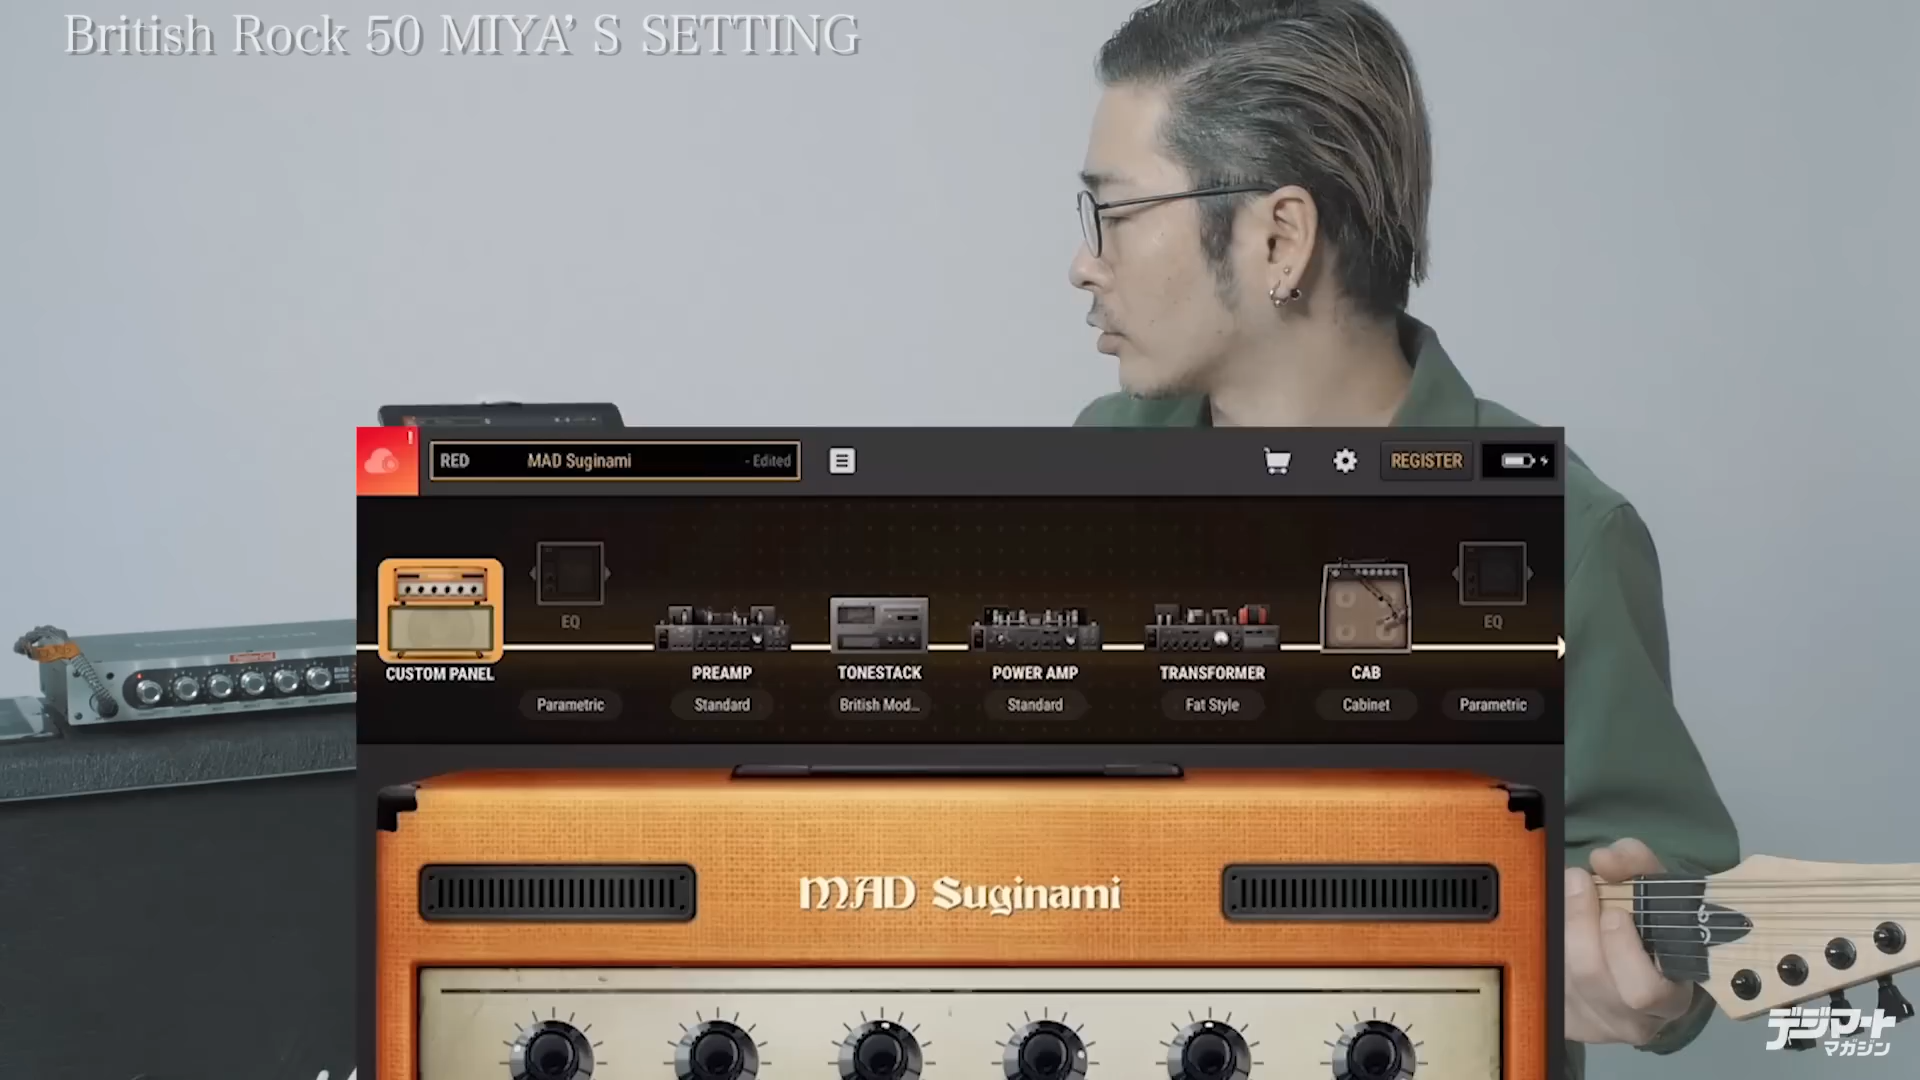 British Rock 50 MIYA'S SETTING
RED MAD Suginami - Edited
REGISTER
EQ
EQ
CUSTOM PANEL
PREAMP
TONESTACK
POWER AMP
TRANSFORMER
CAB
Parametric
Standard
British Mod...
Standard
Fat Style
Cabinet
Parametric
MAD Suginami
デジマート
マガジン